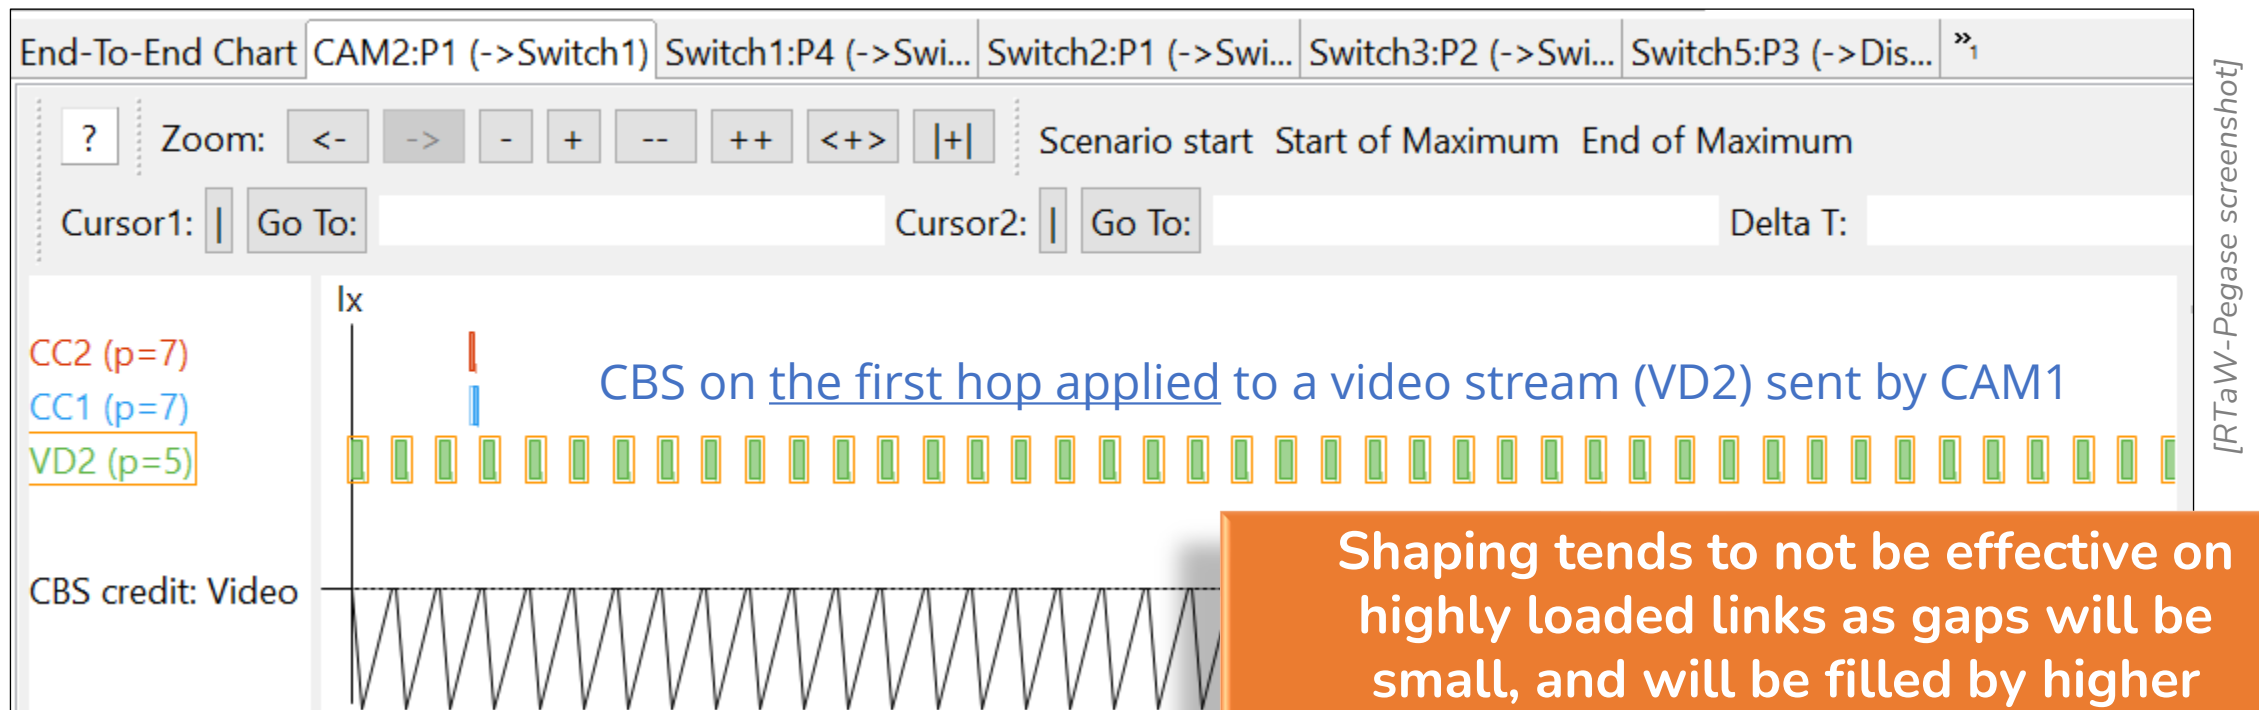 End-To-End Chart CAM2:P1 (->Switch1) Switch1:P4 (->Swi... Switch2:P1 (->Swi... Switch3:P2 (->Swi... Switch5:P3 (->Dis... »1
? Zoom: <- -> - + -- ++ <+> |+| Scenario start Start of Maximum End of Maximum
Cursor1: | Go To: Cursor2: | Go To: Delta T:
Ix
CC2 (p=7)
CC1 (p=7)
VD2 (p=5)
CBS on the first hop applied to a video stream (VD2) sent by CAM1
CBS credit: Video
Shaping tends to not be effective on
highly loaded links as gaps will be
small, and will be filled by higher
[RTaW-Pegase screenshot]